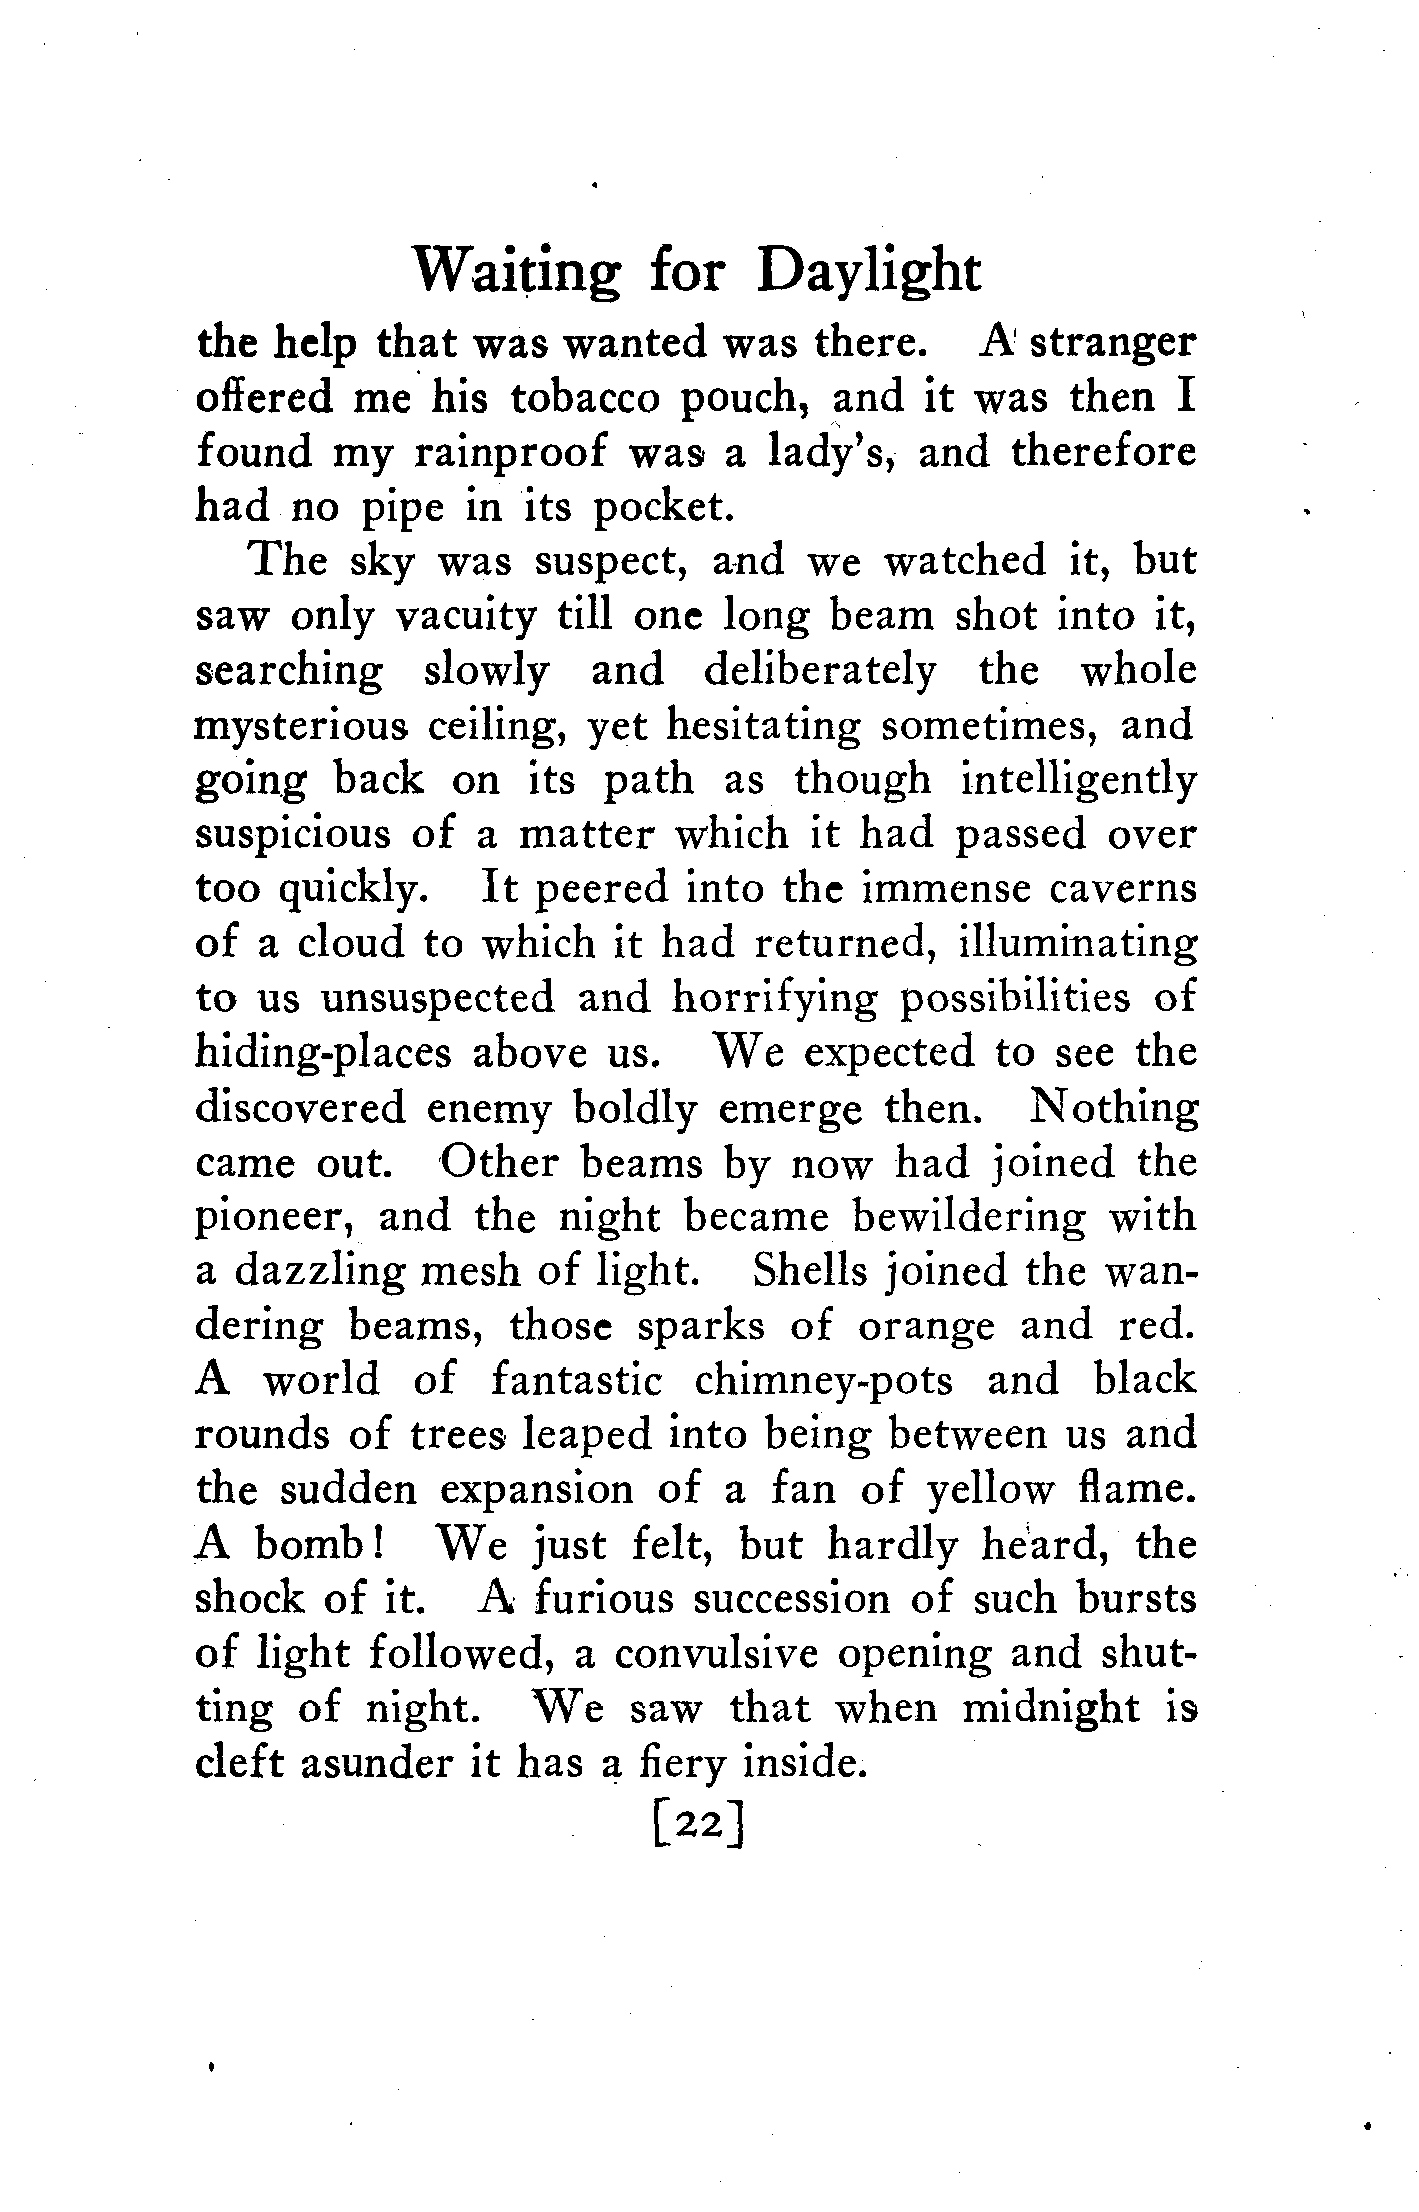 Waiting for Daylight
the help that was wanted was there. A stranger
offered me his tobacco pouch, and it was then I
found my rainproof was a lady's, and therefore
had no pipe in its pocket.
The sky was suspect, and we watched it, but
saw only vacuity till one long beam shot into it,
searching slowly and deliberately the whole
mysterious ceiling, yet hesitating sometimes, and
going back on its path as though intelligently
suspicious of a matter which it had passed over
too quickly. It peered into the immense caverns
of a cloud to which it had returned, illuminating
to us unsuspected and horrifying possibilities of
hiding-places above us. We expected to see the
discovered enemy boldly emerge then. Nothing
came out. Other beams by now had joined the
pioneer, and the night became bewildering with
a dazzling mesh of light. Shells joined the wan-
dering beams, those sparks of orange and red.
A world of fantastic chimney-pots and black
rounds of trees leaped into being between us and
the sudden expansion of a fan of yellow flame.
A bomb! We just felt, but hardly heard, the
shock of it. A furious succession of such bursts
of light followed, a convulsive opening and shut-
ting of night. We saw that when midnight is
cleft asunder it has a fiery inside.
[22]